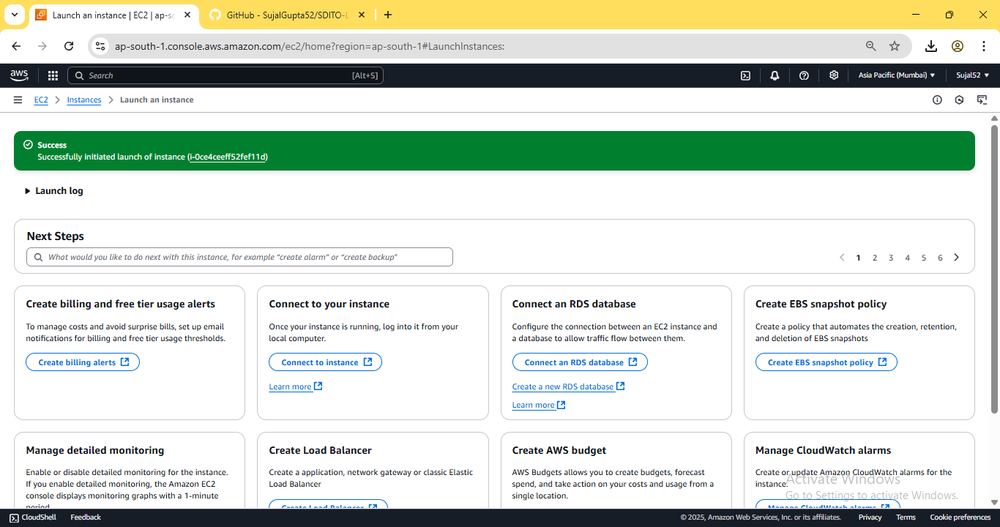 Launch an instance | EC2 | ap-so
GitHub - SujalGupta52/SDITO-L
ap-south-1.console.aws.amazon.com/ec2/home?region=ap-south-1#LaunchInstances:
aws
Search
[Alt+S]
Asia Pacific (Mumbai)
Sujal52
EC2
Instances
Launch an instance
Success
Successfully initiated launch of instance (i-0ce4ceeff52fef11d)
Launch log
Next Steps
What would you like to do next with this instance, for example "create alarm" or "create backup"
1 2 3 4 5 6
Create billing and free tier usage alerts
To manage costs and avoid surprise bills, set up email
notifications for billing and free tier usage thresholds.
Create billing alerts
Connect to your instance
Once your instance is running, log into it from your
local computer.
Connect to instance
Learn more
Connect an RDS database
Configure the connection between an EC2 instance and
a database to allow traffic flow between them.
Connect an RDS database
Create a new RDS database
Learn more
Create EBS snapshot policy
Create a policy that automates the creation, retention,
and deletion of EBS snapshots
Create EBS snapshot policy
Manage detailed monitoring
Enable or disable detailed monitoring for the instance.
If you enable detailed monitoring, the Amazon EC2
console displays monitoring graphs with a 1-minute
period.
Create Load Balancer
Create a application, network gateway or classic Elastic
Load Balancer
Create Load Balancer
Create AWS budget
AWS Budgets allows you to create budgets, forecast
spend, and take action on your costs and usage from a
single location.
Manage CloudWatch alarms
Create or update Amazon CloudWatch alarms for the
instance.
Manage CloudWatch alarms
Activate Windows
Go to Settings to activate Windows.
CloudShell
Feedback
© 2025, Amazon Web Services, Inc. or its affiliates.
Privacy
Terms
Cookie preferences